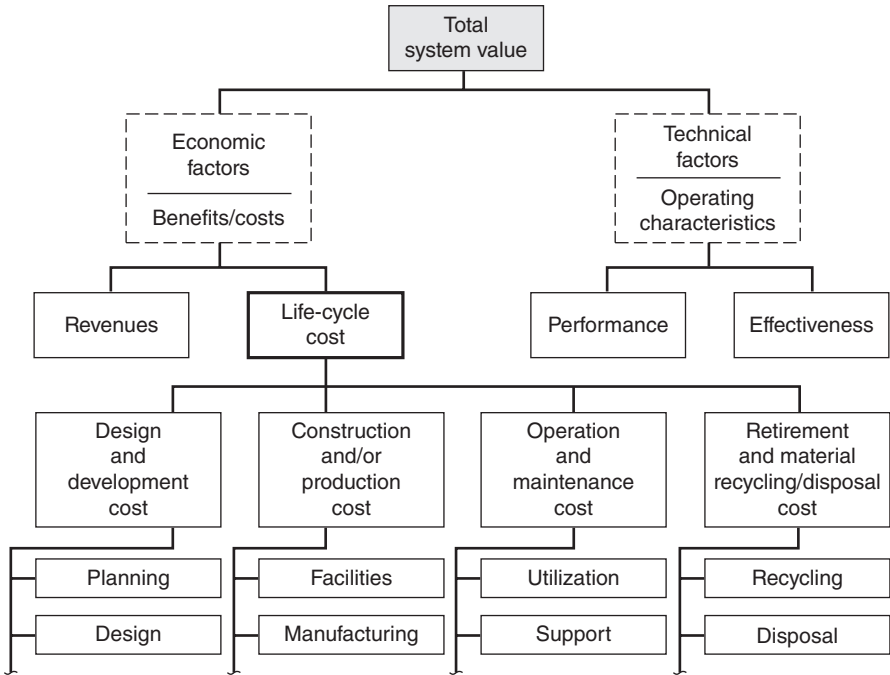 Total
system value
Economic
factors
Benefits/costs
Technical
factors
Operating
characteristics
Revenues
Life-cycle
cost
Performance
Effectiveness
Design
and
development
cost
Construction
and/or
production
cost
Operation
and
maintenance
cost
Retirement
and material
recycling/disposal
cost
Planning
Facilities
Utilization
Recycling
Design
Manufacturing
Support
Disposal